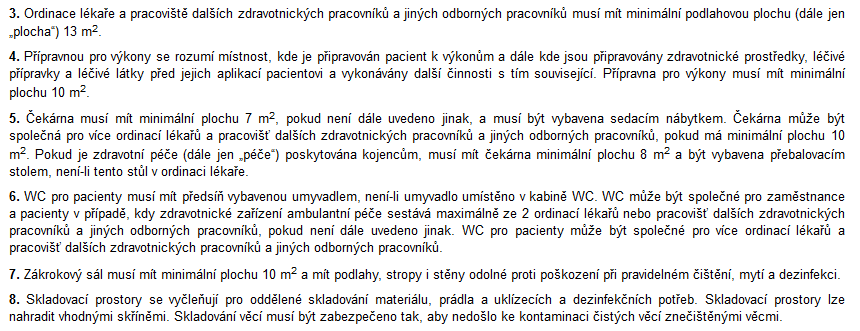 3. Ordinace lékaře a pracoviště dalších zdravotnických pracovníků a jiných odborných pracovníků musí mít minimální podlahovou plochu (dále jen
„plocha“) 13 m2.
4. Přípravnou pro výkony se rozumí místnost, kde je připravován pacient k výkonům a dále kde jsou připravovány zdravotnické prostředky, léčivé
přípravky a léčivé látky před jejich aplikací pacientovi a vykonávány další činnosti s tím související. Přípravna pro výkony musí mít minimální
plochu 10 m2.
5. Čekárna musí mít minimální plochu 7 m2, pokud není dále uvedeno jinak, a musí být vybavena sedacím nábytkem. Čekárna může být
společná pro více ordinací lékařů a pracovišť dalších zdravotnických pracovníků a jiných odborných pracovníků, pokud má minimální plochu 10
m2. Pokud je zdravotní péče (dále jen „péče“) poskytována kojencům, musí mít čekárna minimální plochu 8 m2 a být vybavena přebalovacím
stolem, není-li tento stůl v ordinaci lékaře.
6. WC pro pacienty musí mít předsíň vybavenou umyvadlem, není-li umyvadlo umístěno v kabině WC. WC může být společné pro zaměstnance
a pacienty v případě, kdy zdravotnické zařízení ambulantní péče sestává maximálně ze 2 ordinací lékařů nebo pracovišť dalších zdravotnických
pracovníků a jiných odborných pracovníků, pokud není dále uvedeno jinak. WC pro pacienty může být společné pro více ordinací lékařů a
pracovišť dalších zdravotnických pracovníků a jiných odborných pracovníků.
7. Zákrokový sál musí mít minimální plochu 10 m2 a mít podlahy, stropy i stěny odolné proti poškození při pravidelném čištění, mytí a dezinfekci.
8. Skladovací prostory se vyčleňují pro oddělené skladování materiálu, prádla a uklízecích a dezinfekčních potřeb. Skladovací prostory lze
nahradit vhodnými skříněmi. Skladování věcí musí být zabezpečeno tak, aby nedošlo ke kontaminaci čistých věcí znečištěnými věcmi.